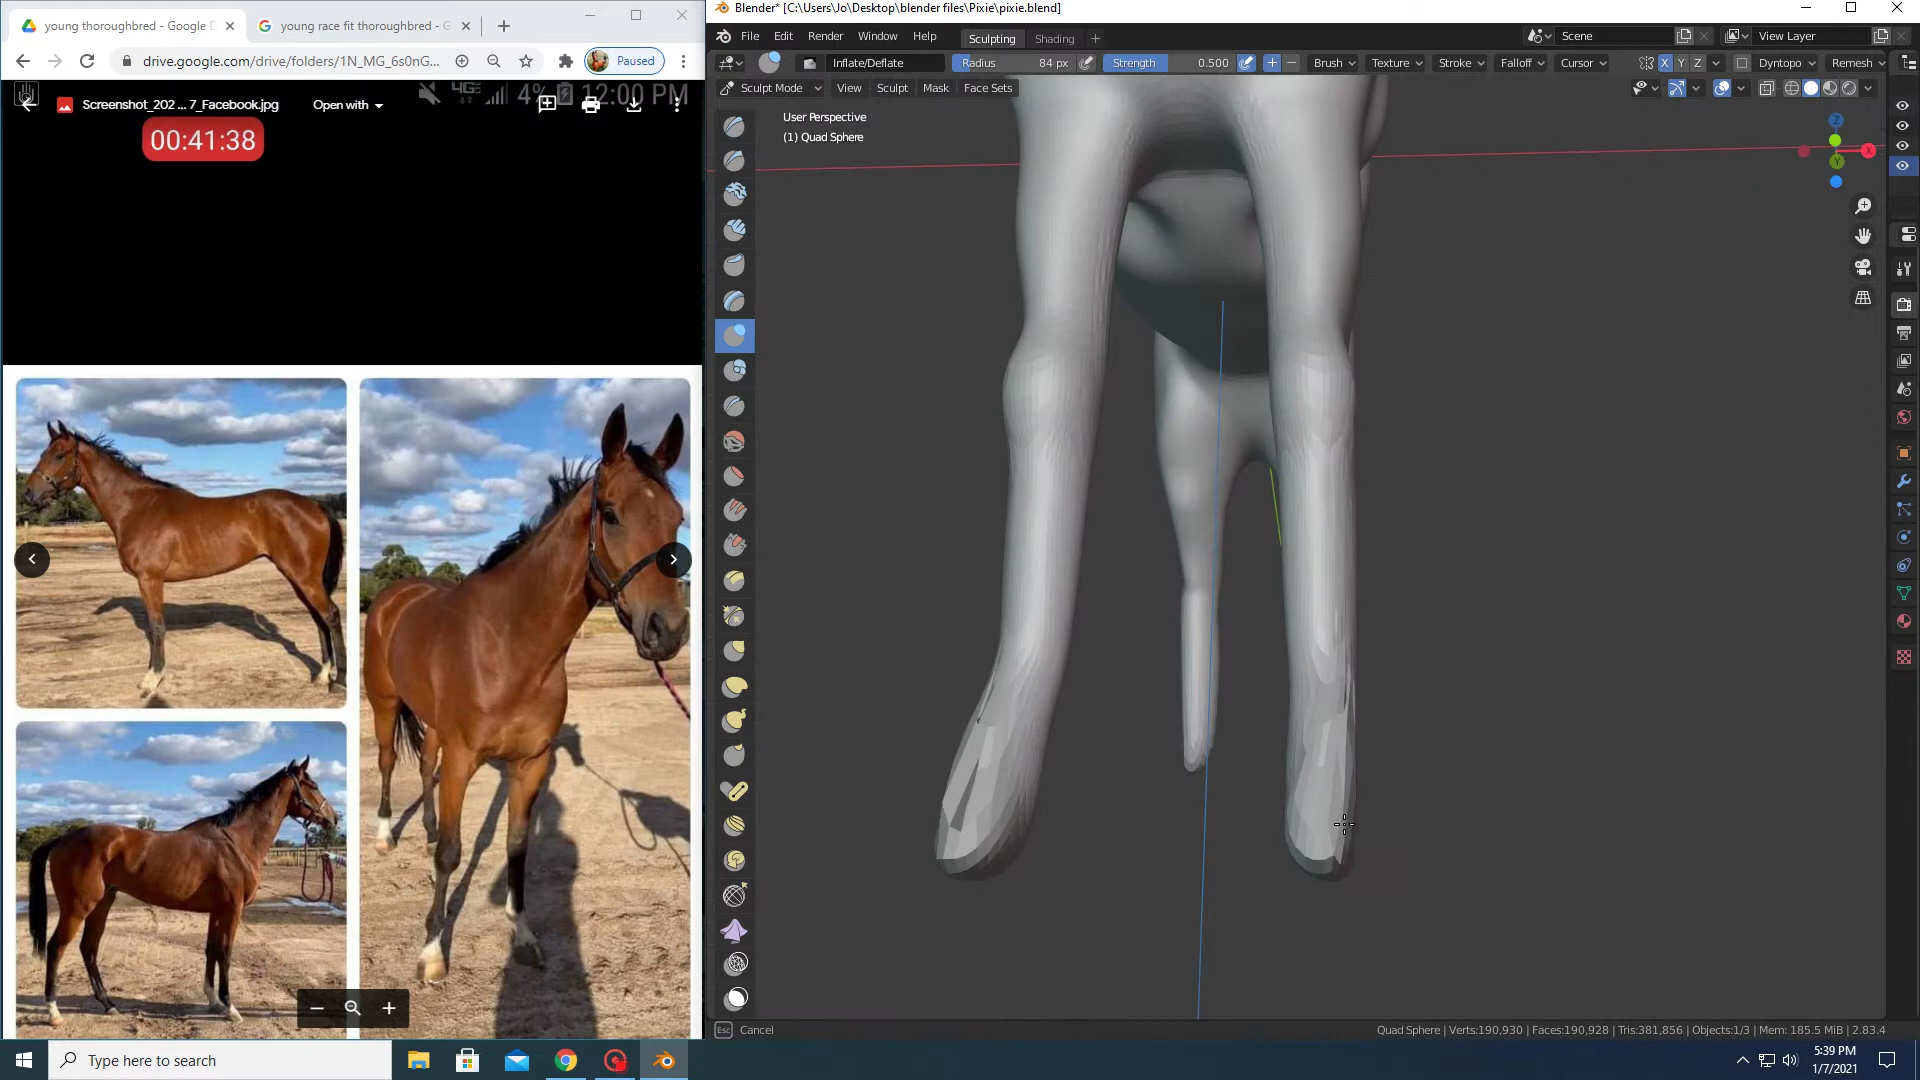 young thoroughbred - Google D
young race fit thoroughbred - G
drive.google.com/drive/folders/1N_MG_6s0nG...
Paused
Screenshot_202 ... 7_Facebook.jpg
Open with
4G
4%
12:00 PM
00:41:38
Blender* [C:\Users\Jo\Desktop\blender files\Pixie\pixie.blend]
File Edit Render Window Help Sculpting Shading Scene View Layer
Inflate/Deflate Radius 84 px Strength 0.500 Brush Texture Stroke Falloff Cursor X Y Z Dyntopo Remesh
Sculpt Mode View Sculpt Mask Face Sets
User Perspective
(1) Quad Sphere
Z
X
Y
Esc Cancel
Quad Sphere | Verts:190,930 | Faces:190,928 | Tris:381,856 | Objects:1/3 | Mem: 185.5 MiB | 2.83.4
Type here to search
5:39 PM
1/7/2021